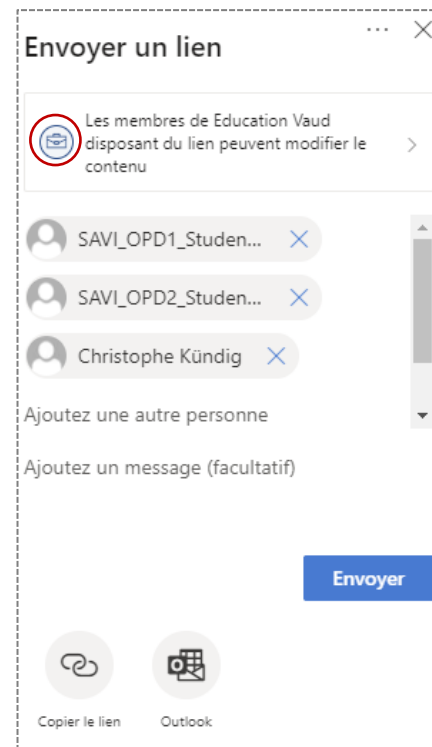 Envoyer un lien
Les membres de Education Vaud
disposant du lien peuvent modifier le
contenu
SAVI_OPD1_Studen...
SAVI_OPD2_Studen...
Christophe Kündig
Ajoutez une autre personne
Ajoutez un message (facultatif)
Envoyer
Copier le lien Outlook